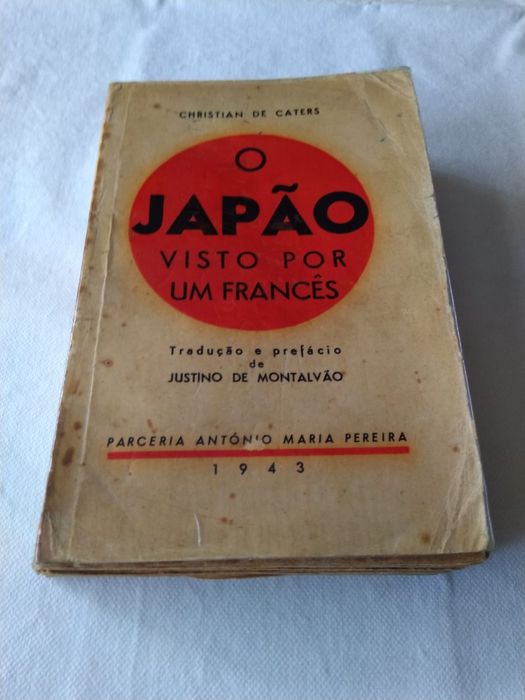 CHRISTIAN DE CATERS
O
JAPÃO
VISTO POR
UM FRANCÊS
Tradução e prefácio
de
JUSTINO DE MONTALVÃO
PARCERIA ANTÓNIO MARIA PEREIRA
1943